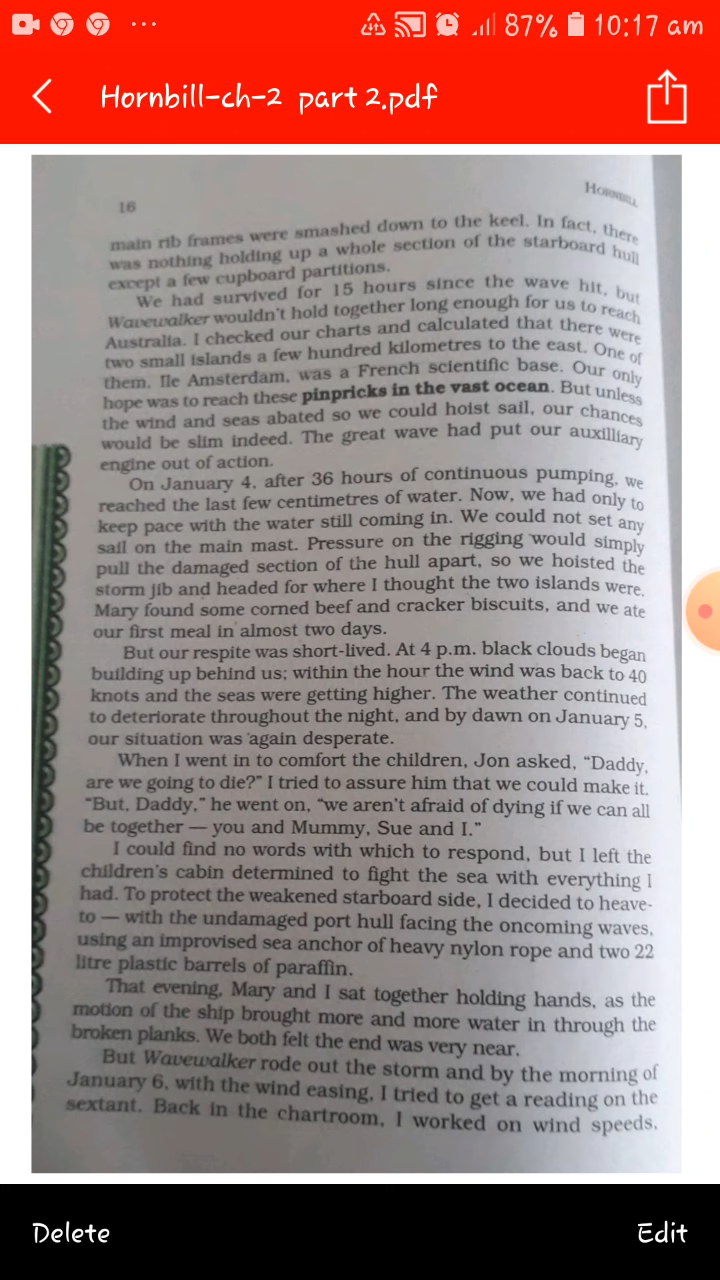 87% 10:17 am
Hornbill-ch-2 part 2.pdf
16
HORNBILL
main rib frames were smashed down to the keel. In fact, there
was nothing holding up a whole section of the starboard hull
except a few cupboard partitions.
We had survived for 15 hours since the wave hit, but
Wavewalker wouldn't hold together long enough for us to reach
Australia. I checked our charts and calculated that there were
two small islands a few hundred kilometres to the east. One of
them, Ile Amsterdam, was a French scientific base. Our only
hope was to reach these pinpricks in the vast ocean. But unless
the wind and seas abated so we could hoist sail, our chances
would be slim indeed. The great wave had put our auxilliary
engine out of action.
On January 4, after 36 hours of continuous pumping, we
reached the last few centimetres of water. Now, we had only to
keep pace with the water still coming in. We could not set any
sail on the main mast. Pressure on the rigging would simply
pull the damaged section of the hull apart, so we hoisted the
storm jib and headed for where I thought the two islands were.
Mary found some corned beef and cracker biscuits, and we ate
our first meal in almost two days.
But our respite was short-lived. At 4 p.m. black clouds began
building up behind us; within the hour the wind was back to 40
knots and the seas were getting higher. The weather continued
to deteriorate throughout the night, and by dawn on January 5,
our situation was again desperate.
When I went in to comfort the children, Jon asked, “Daddy,
are we going to die?” I tried to assure him that we could make it.
“But, Daddy,” he went on, “we aren't afraid of dying if we can all
be together — you and Mummy, Sue and I.”
I could find no words with which to respond, but I left the
children's cabin determined to fight the sea with everything I
had. To protect the weakened starboard side, I decided to heave-
to — with the undamaged port hull facing the oncoming waves,
using an improvised sea anchor of heavy nylon rope and two 22
litre plastic barrels of paraffin.
That evening, Mary and I sat together holding hands, as the
motion of the ship brought more and more water in through the
broken planks. We both felt the end was very near.
But Wavewalker rode out the storm and by the morning of
January 6, with the wind easing, I tried to get a reading on the
sextant. Back in the chartroom, I worked on wind speeds,
Delete Edit